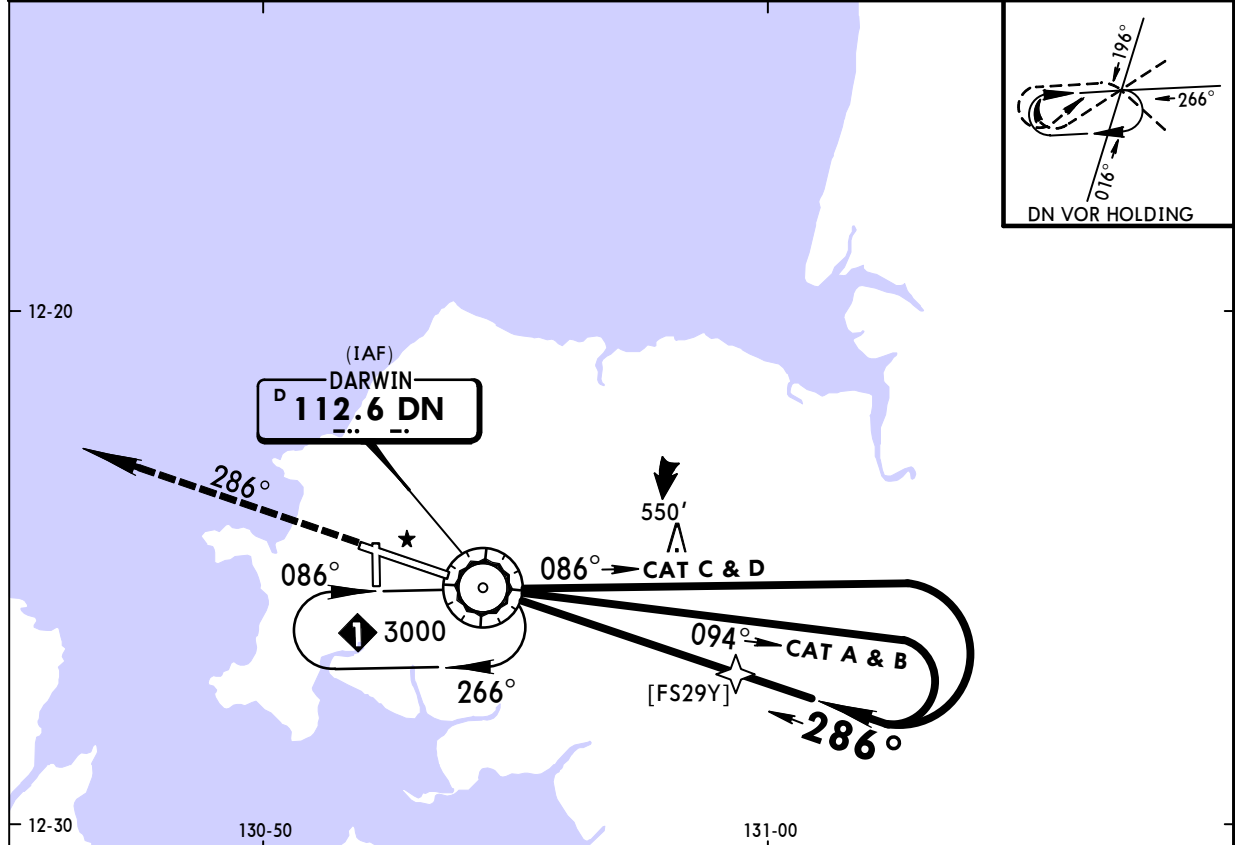 196°
266°
016°
DN VOR HOLDING
12-20
(IAF)
DARWIN
D 112.6 DN
286°
550'
086° CAT C & D
086°
1 3000
094° CAT A & B
266°
[FS29Y]
286°
12-30
130-50
131-00